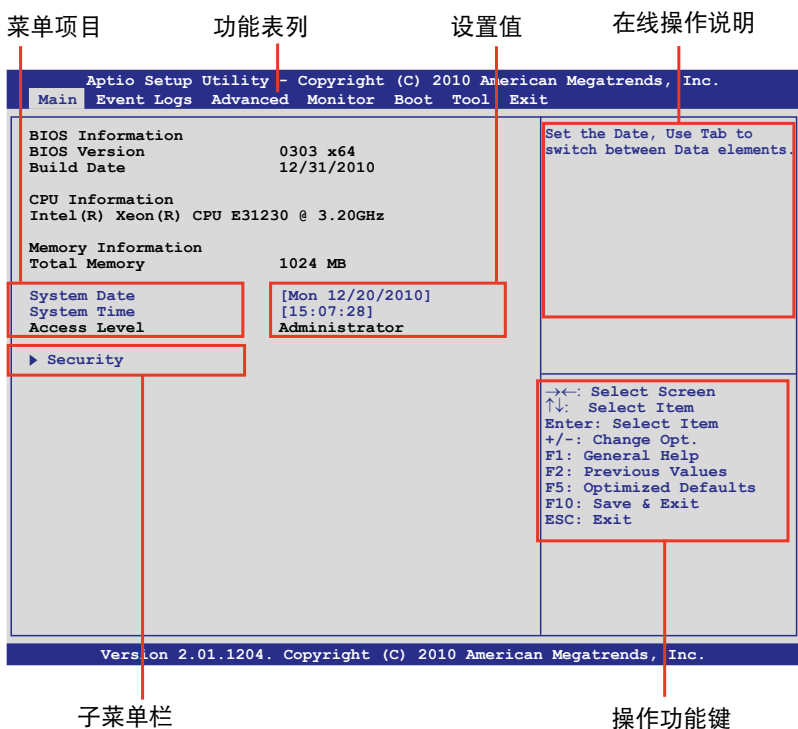 菜单项目 功能表列 设置值 在线操作说明
Aptio Setup Utility - Copyright (C) 2010 American Megatrends, Inc.
Main Event Logs Advanced Monitor Boot Tool Exit
BIOS Information
BIOS Version 0303 x64
Build Date 12/31/2010
CPU Information
Intel(R) Xeon(R) CPU E31230 @ 3.20GHz
Memory Information
Total Memory 1024 MB
System Date [Mon 12/20/2010]
System Time [15:07:28]
Access Level Administrator
Security
Set the Date, Use Tab to
switch between Data elements.
→←: Select Screen
↑↓: Select Item
Enter: Select Item
+/-: Change Opt.
F1: General Help
F2: Previous Values
F5: Optimized Defaults
F10: Save & Exit
ESC: Exit
Version 2.01.1204. Copyright (C) 2010 American Megatrends, Inc.
子菜单栏 操作功能键